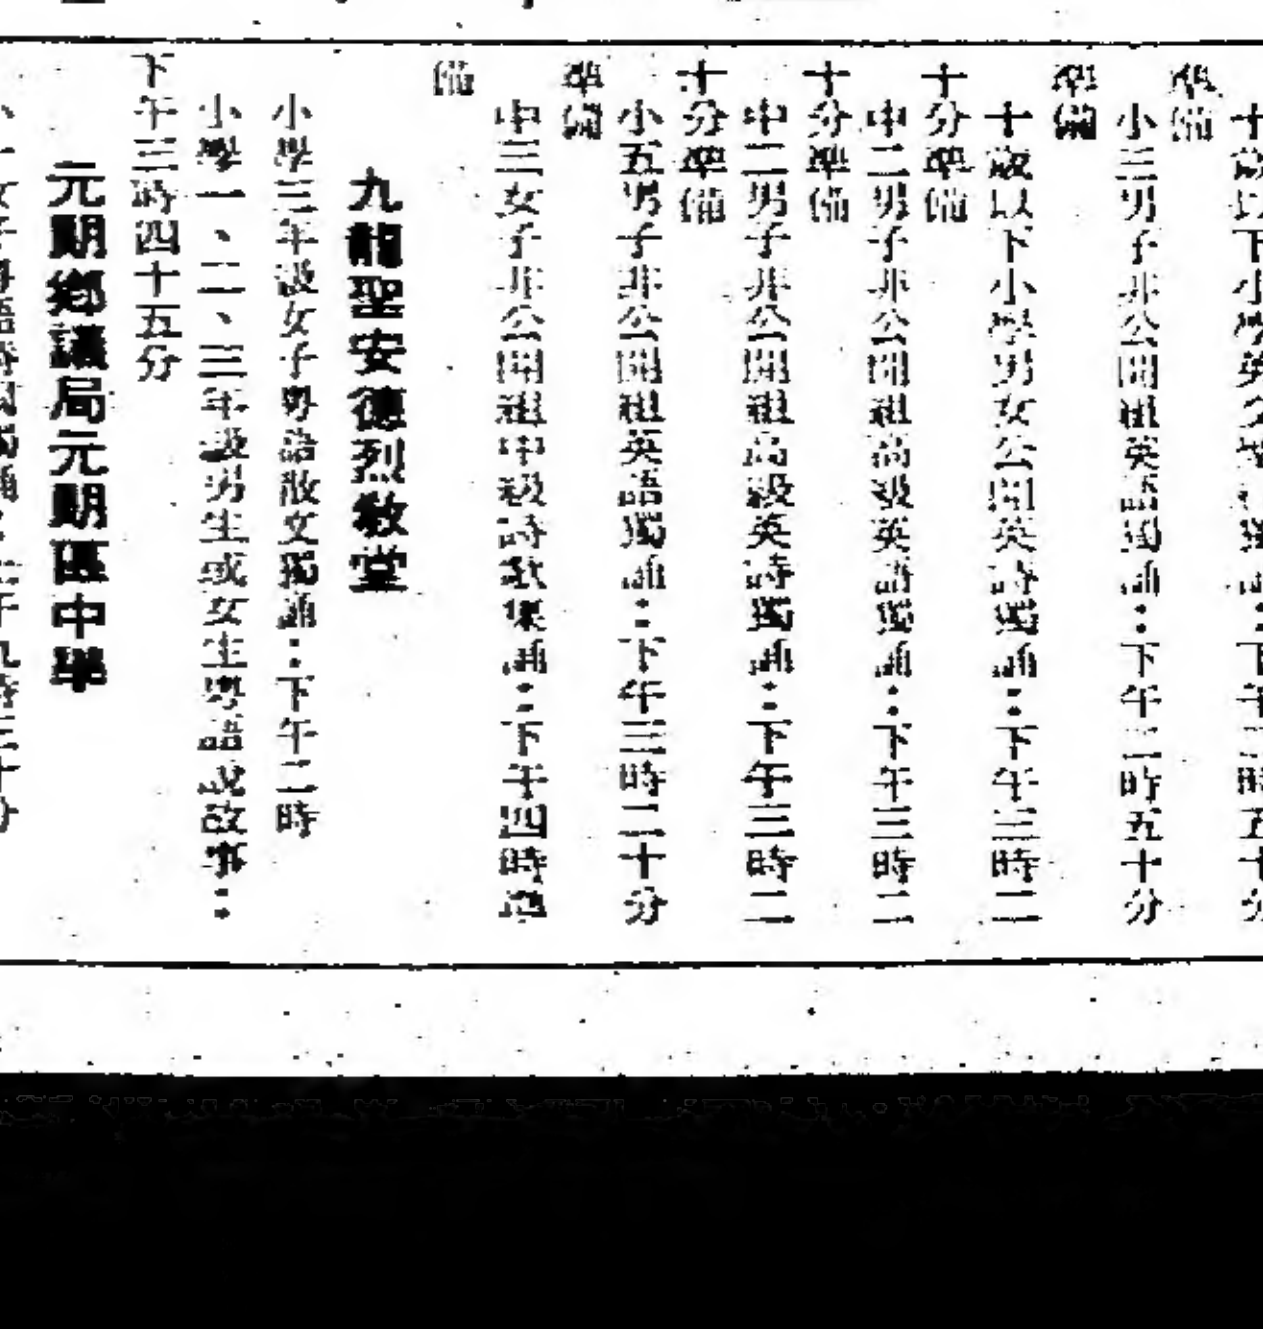 準備
小三男子非公開組英語獨誦：下午二時五十分
準備
十歲以下小學男女公開英詩獨誦：下午三時二
十分準備
中二男子非公開組高級英語獨誦：下午三時二
十分準備
中二男子非公開組高級英詩獨誦：下午三時二
十分準備
小五男子非公開組英語獨誦：下午三時二十分
準備
中三女子非公開組中級詩歌集誦：下午四時準
備
九龍聖安德烈敎堂
小學三年級女子粤語散文獨誦：下午二時
小學一、二、三年級男生或女生粤語說故事：
下午三時四十五分
元朗鄉議局元朗區中學